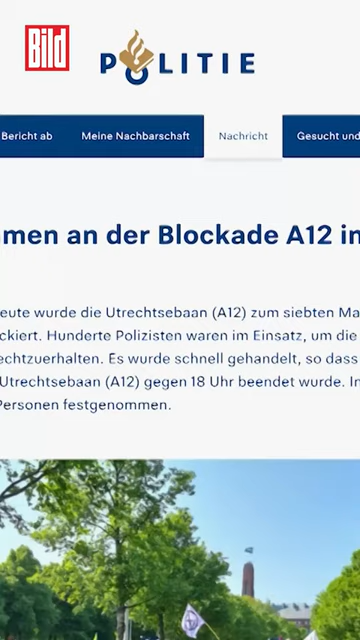 Bild
POLITIE
Bericht ab Meine Nachbarschaft Nachricht Gesucht und
men an der Blockade A12 in
eute wurde die Utrechtsebaan (A12) zum siebten Ma
ckiert. Hunderte Polizisten waren im Einsatz, um die
echtzuerhalten. Es wurde schnell gehandelt, so dass
Utrechtsebaan (A12) gegen 18 Uhr beendet wurde. In
Personen festgenommen.